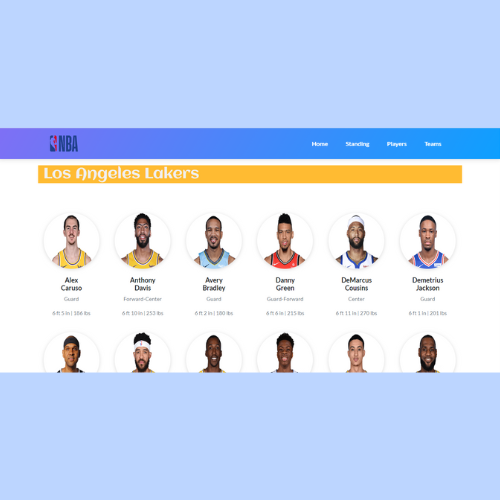 NBA
Home Standing Players Teams
Los Angeles Lakers
Alex Caruso
Guard
6 ft 5 in | 186 lbs
Anthony Davis
Forward-Center
6 ft 10 in | 253 lbs
Avery Bradley
Guard
6 ft 2 in | 180 lbs
Danny Green
Guard-Forward
6 ft 6 in | 215 lbs
DeMarcus Cousins
Center
6 ft 11 in | 270 lbs
Demetrius Jackson
Guard
6 ft 1 in | 201 lbs